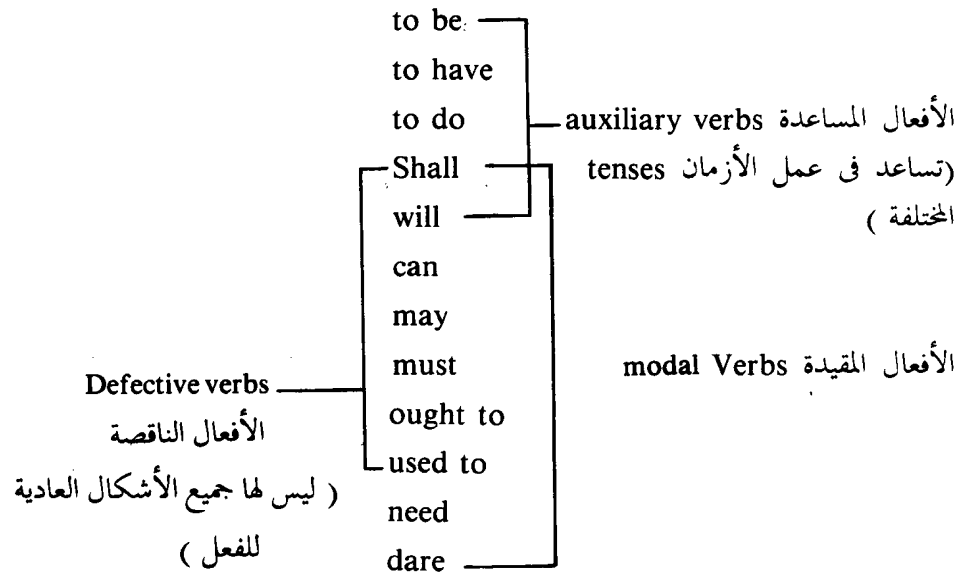 to be
to have
to do
الأفعال المساعدة auxiliary verbs
Shall
(تساعد فى عمل الأزمان tenses
will
المختلفة )
can
may
must
الأفعال المقيدة modal Verbs
Defective verbs
ought to
الأفعال الناقصة
used to
( ليس لها جميع الأشكال العادية
need
للفعل )
dare